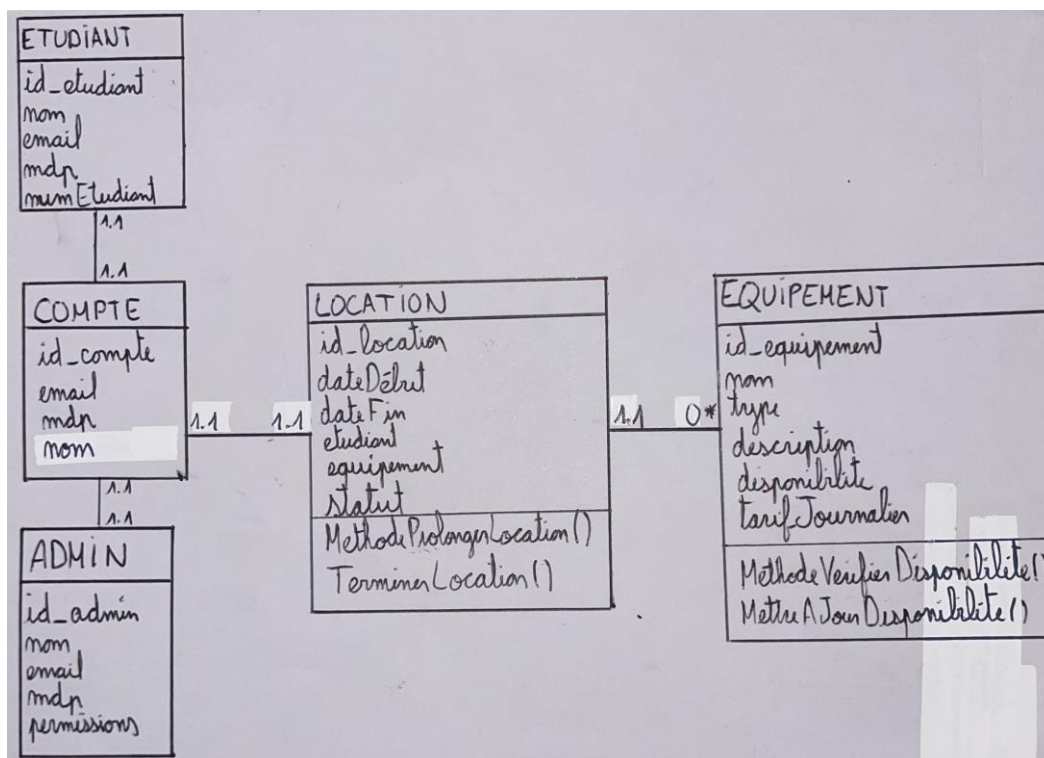 ETUDIANT
id_etudiant
nom
email
mdp
numEtudiant
1.1
1.1
COMPTE
id_compte
email
mdp
nom
1.1
1.1
1.1
1.1
ADMIN
id_admin
nom
email
mdp
permissions
LOCATION
id_location
dateDébut
dateFin
etudiant
equipement
statut
MethodeProlongerLocation()
TerminerLocation()
1.1
0*
EQUIPEMENT
id_equipement
nom
type
description
disponibilite
tarifJournalier
MethodeVerifierDisponibilite()
MettreAJourDisponibilite()